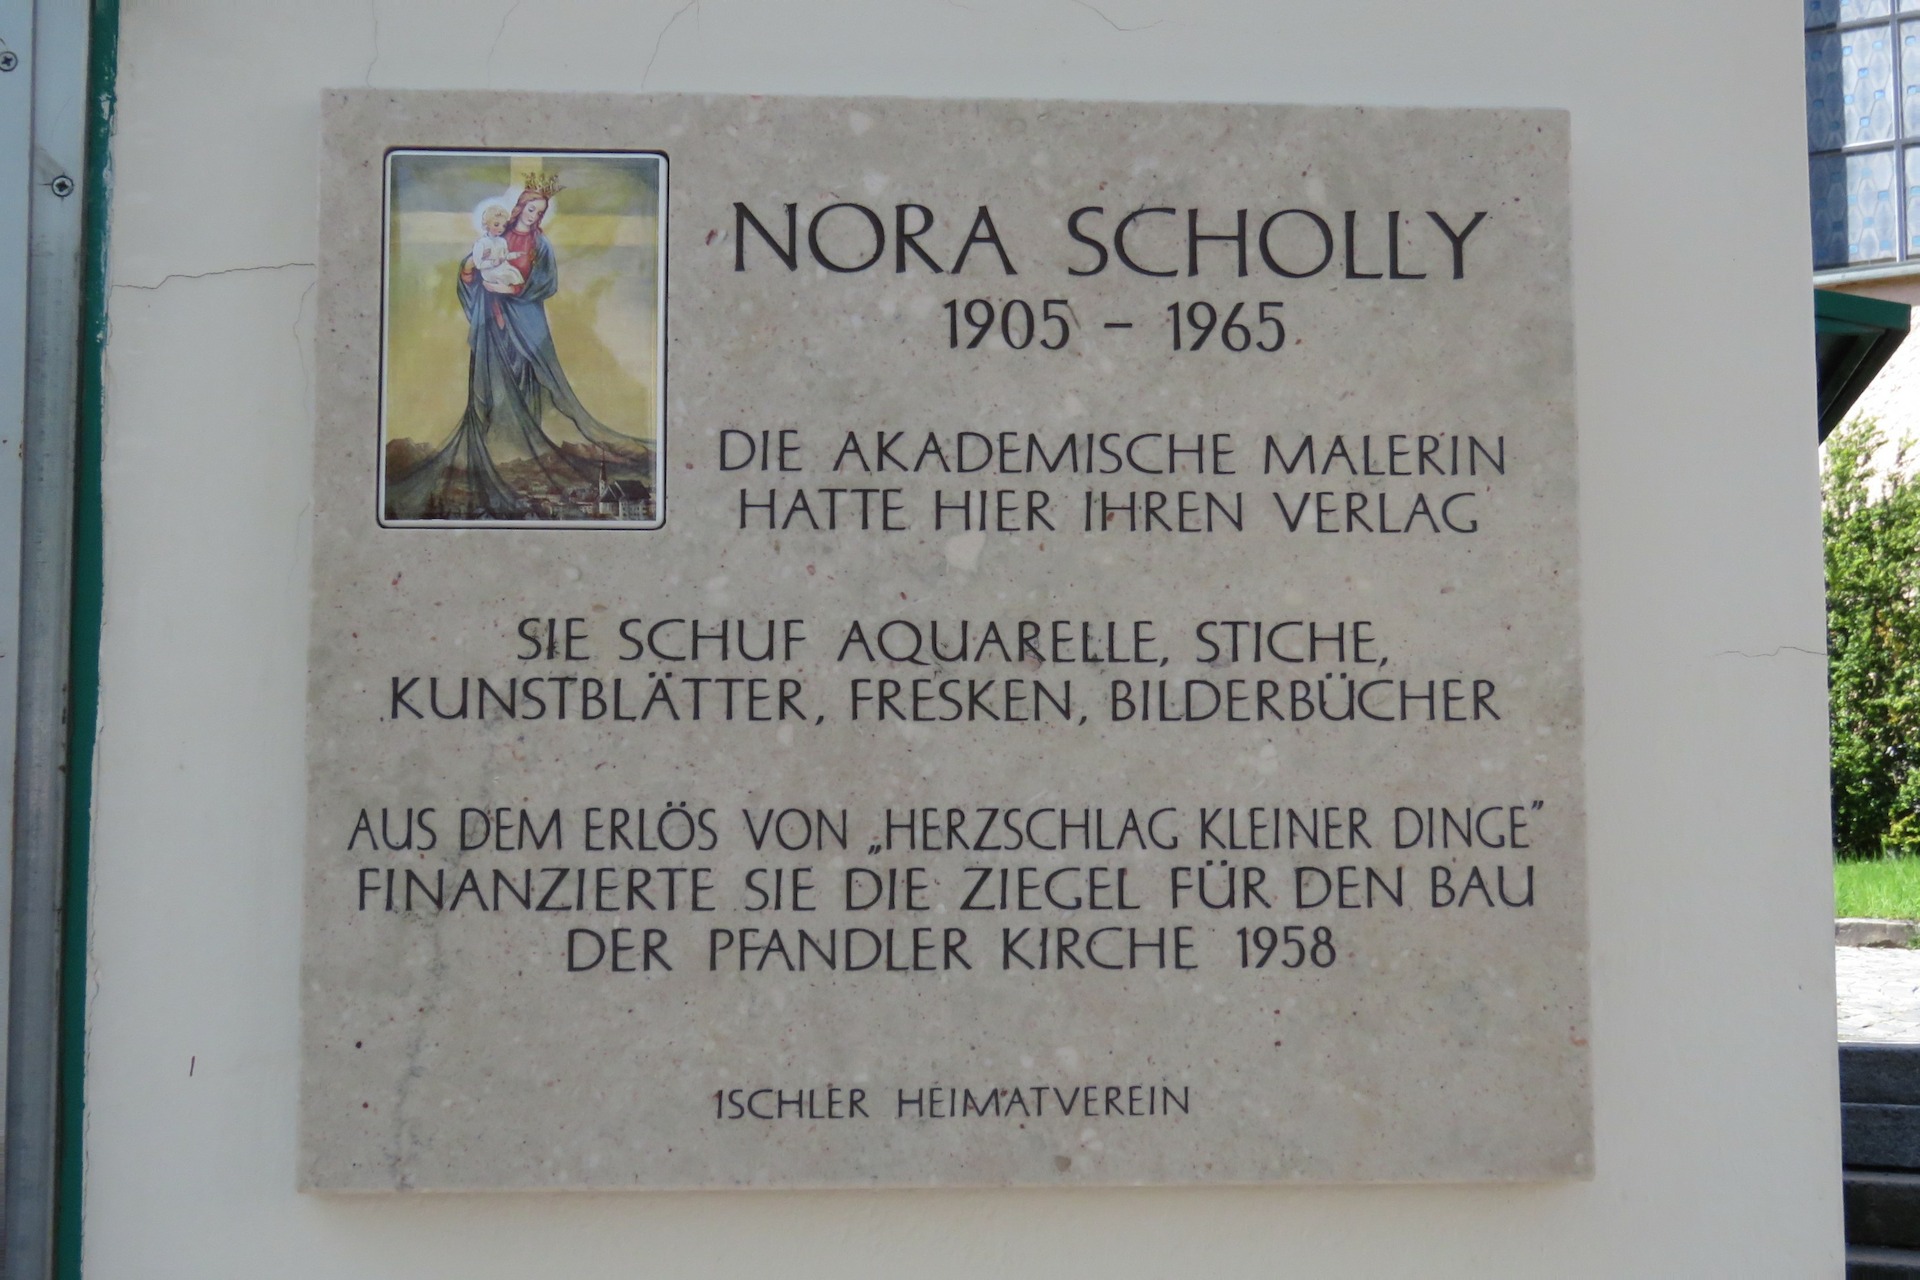 NORA SCHOLLY
1905 – 1965
DIE AKADEMISCHE MALERIN
HATTE HIER IHREN VERLAG
SIE SCHUF AQUARELLE, STICHE,
KUNSTBLÄTTER, FRESKEN, BILDERBÜCHER
AUS DEM ERLÖS VON „HERZSCHLAG KLEINER DINGE”
FINANZIERTE SIE DIE ZIEGEL FÜR DEN BAU
DER PFANDLER KIRCHE 1958
ISCHLER HEIMATVEREIN